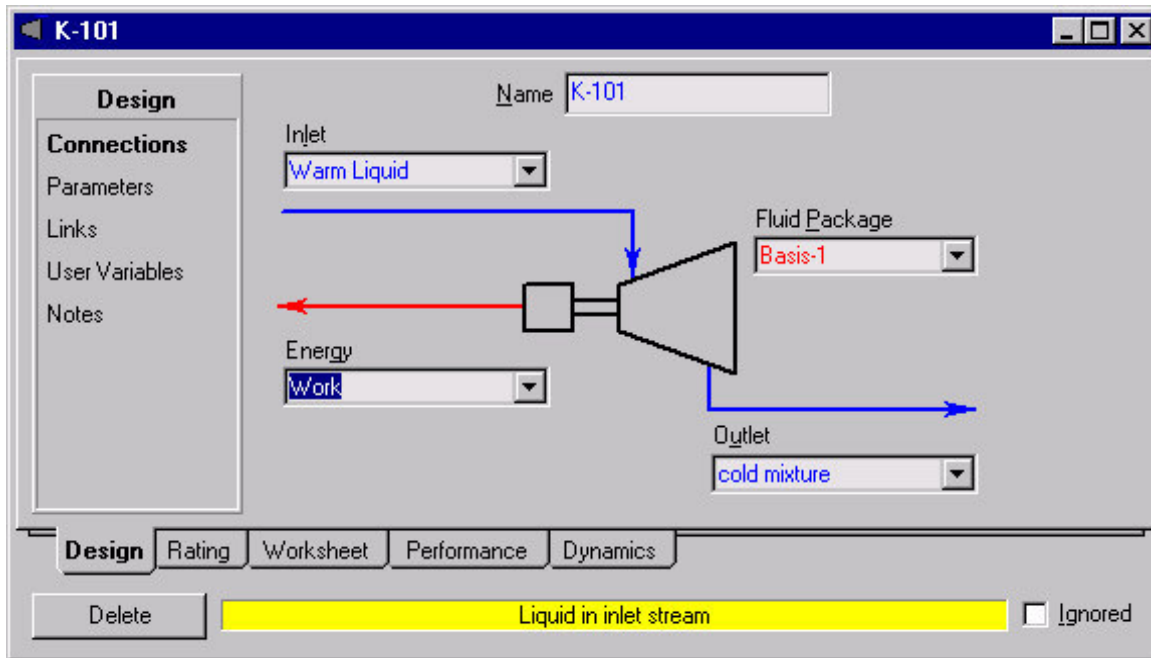 K-101
Design
Connections
Parameters
Links
User Variables
Notes
Name K-101
Inlet
Warm Liquid
Fluid Package
Basis-1
Energy
Work
Outlet
cold mixture
Design Rating Worksheet Performance Dynamics
Delete Liquid in inlet stream Ignored